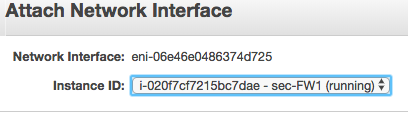 Attach Network Interface
Network Interface: eni-06e46e0486374d725
Instance ID: i-020f7cf7215bc7dae - sec-FW1 (running)